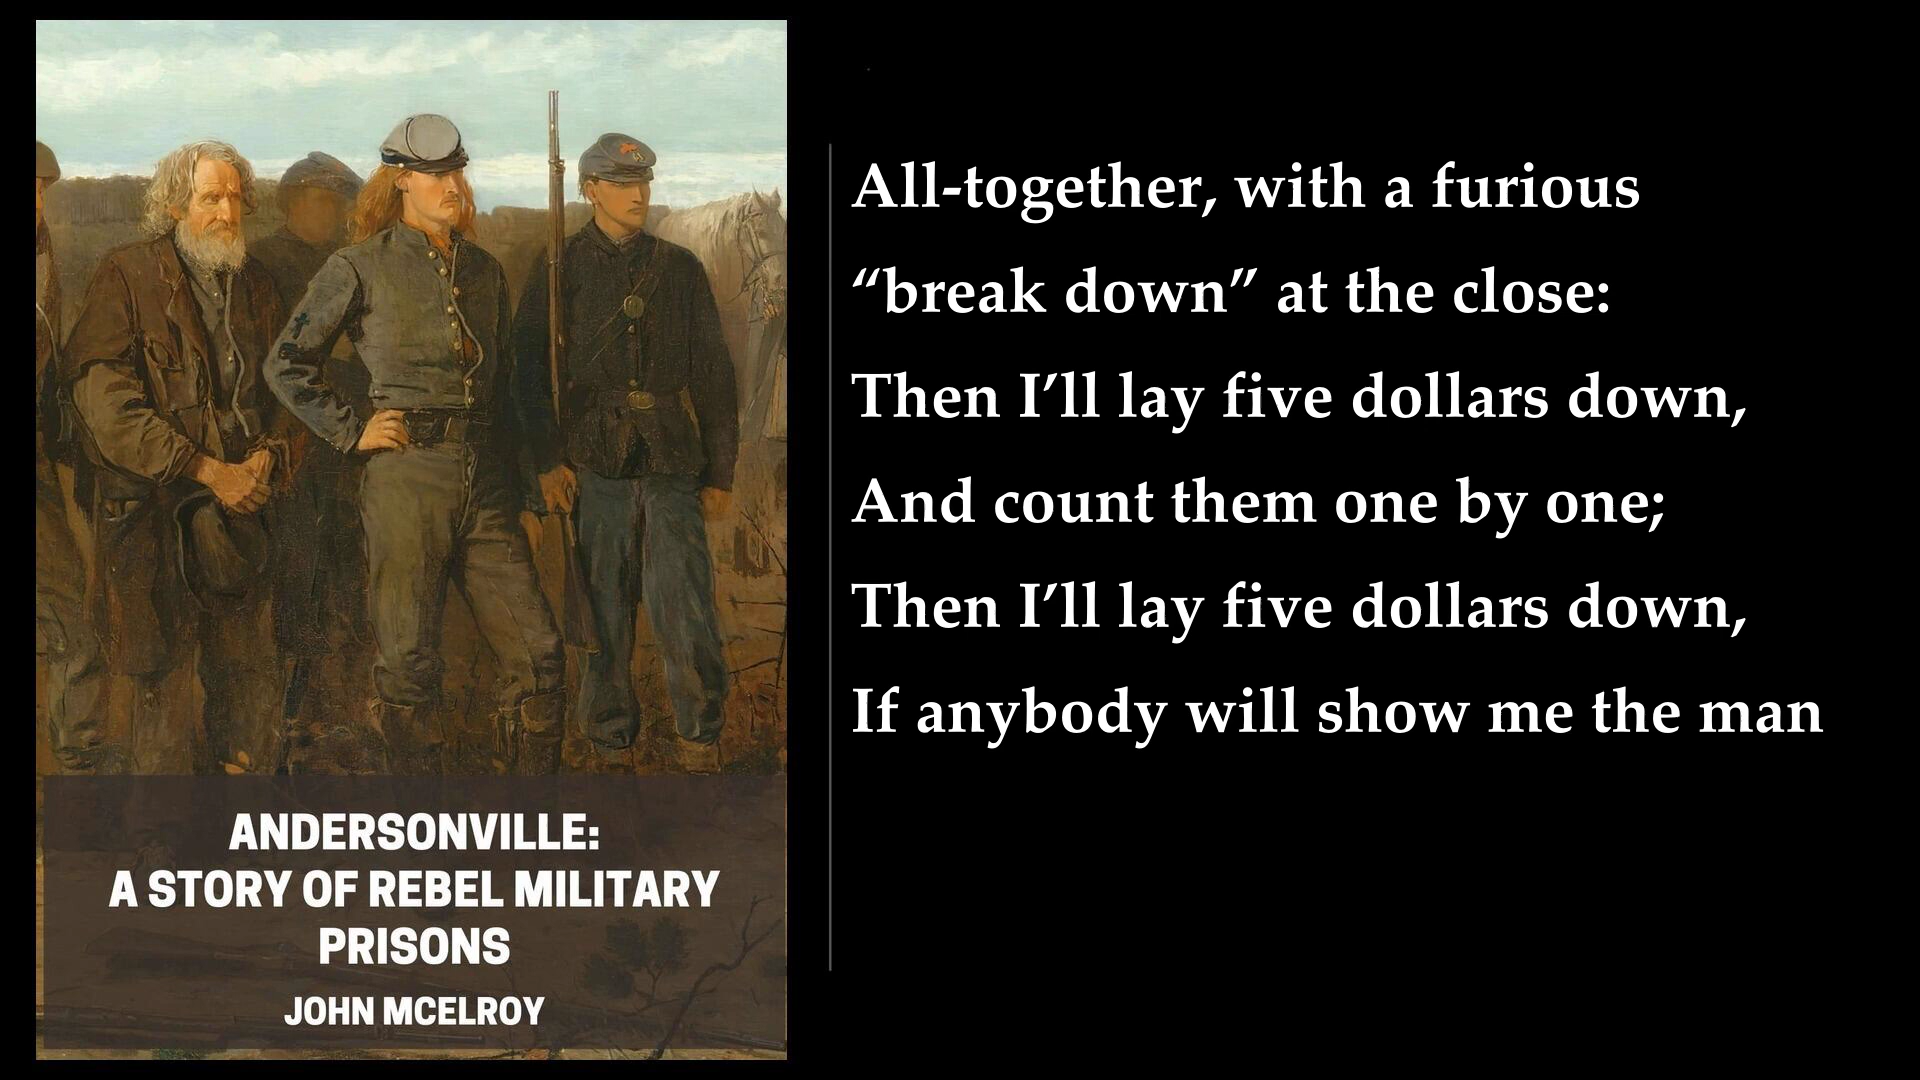 All-together, with a furious
“break down” at the close:
Then I’ll lay five dollars down,
And count them one by one;
Then I’ll lay five dollars down,
If anybody will show me the man
ANDERSONVILLE:
A STORY OF REBEL MILITARY
PRISONS
JOHN MCELROY